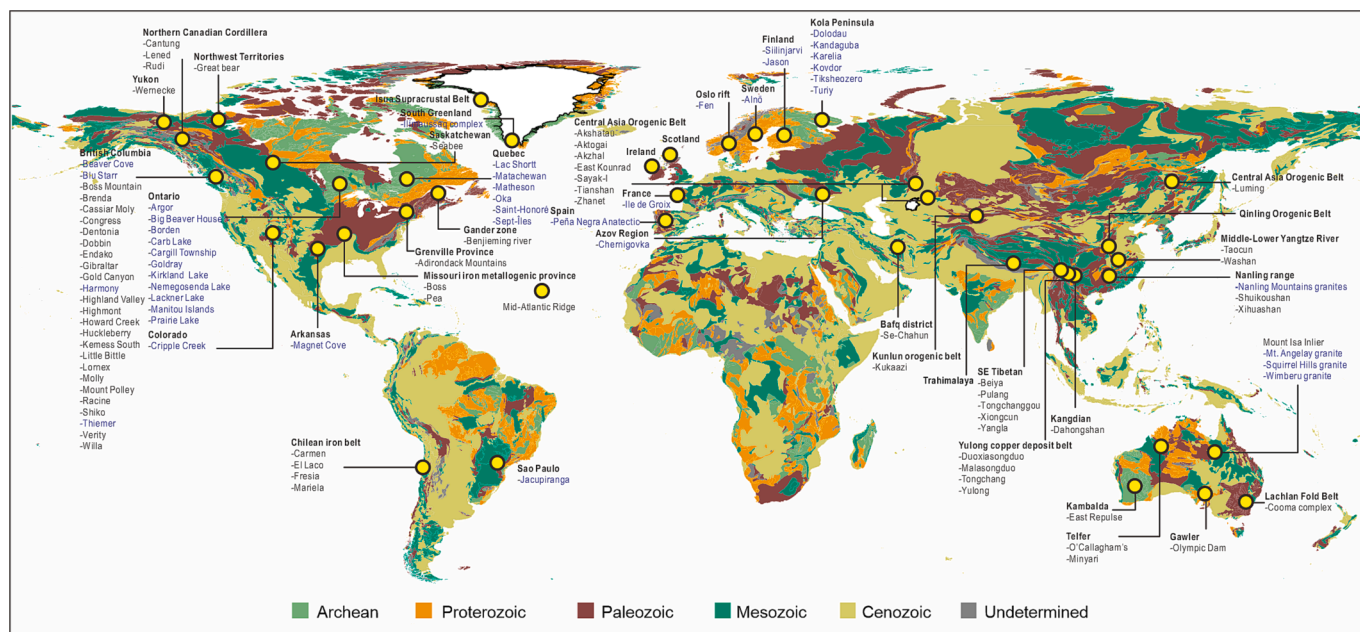 Northern Canadian Cordillera
-Cantung
-Lened
-Rudi
Northwest Territories
-Great bear
Yukon
-Wernecke
Isua Supracrustal Belt
South Greenland
-Ilimaussaq complex
Saskatchewan
-Seabee
British Columbia
-Beaver Cove
-Blu Starr
-Boss Mountain
-Brenda
-Cassiar Moly
-Congress
-Dentonia
-Dobbin
-Endako
-Gibraltar
-Gold Canyon
-Harmony
-Highland Valley
-Highmont
-Howard Creek
-Huckleberry
-Kemess South
-Little Bittle
-Lornex
-Molly
-Mount Polley
-Racine
-Shiko
-Thiemer
-Verity
-Willa
Ontario
-Argor
-Big Beaver House
-Borden
-Carb Lake
-Cargill Township
-Goldray
-Kirkland Lake
-Nemegosenda Lake
-Lackner Lake
-Manitou Islands
-Prairie Lake
Colorado
-Cripple Creek
Quebec
-Lac Shortt
-Matachewan
-Matheson
-Oka
-Saint-Honoré
-Sept-Îles
Gander zone
-Benjieming river
Grenville Province
-Adirondack Mountains
Missouri iron metallogenic province
-Boss
-Pea
Mid-Atlantic Ridge
Arkansas
-Magnet Cove
Chilean iron belt
-Carmen
-El Laco
-Fresia
-Mariela
Sao Paulo
-Jacupiranga
Kola Peninsula
-Dolodau
-Kandaguba
-Karelia
-Kovdor
-Tiksheozero
-Turiy
Finland
-Siilinjarvi
-Jason
Sweden
-Alnö
Oslo rift
-Fen
Central Asia Orogenic Belt
-Akshatau
-Aktogai
-Akzhal
-East Kounrad
-Sayak-I
-Tianshan
-Zhanet
Scotland
Ireland
France
-Ile de Groix
Spain
-Peña Negra Anatectic
Azov Region
-Chernigovka
Central Asia Orogenic Belt
-Luming
Qinling Orogenic Belt
Middle-Lower Yangtze River
-Taocun
-Washan
Nanling range
-Nanling Mountains granites
-Shuikoushan
-Xihuashan
Bafq district
-Se-Chahun
Kunlun orogenic belt
-Kukaazi
Trahimalaya
SE Tibetan
-Beiya
-Pulang
-Tongchanggou
-Xiongcun
-Yangla
Kangdian
-Dahongshan
Yulong copper deposit belt
-Duoxiasongduo
-Malasongduo
-Tongchang
-Yulong
Mount Isa Inlier
-Mt. Angelay granite
-Squirrel Hills granite
-Wimberu granite
Kambalda
-East Repulse
Telfer
-O'Callagham's
-Minyari
Gawler
-Olympic Dam
Lachlan Fold Belt
-Cooma complex
Archean
Proterozoic
Paleozoic
Mesozoic
Cenozoic
Undetermined